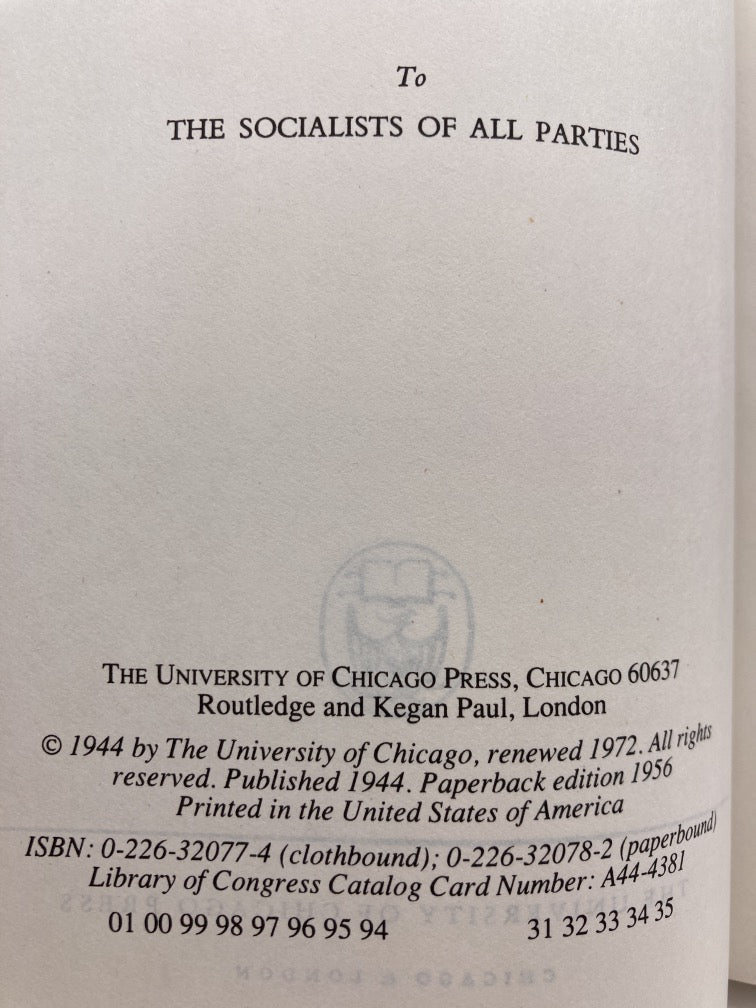 To
THE SOCIALISTS OF ALL PARTIES
THE UNIVERSITY OF CHICAGO PRESS, CHICAGO 60637
Routledge and Kegan Paul, London
© 1944 by The University of Chicago, renewed 1972. All rights
reserved. Published 1944. Paperback edition 1956
Printed in the United States of America
ISBN: 0-226-32077-4 (clothbound); 0-226-32078-2 (paperbound)
Library of Congress Catalog Card Number: A44-4381
01 00 99 98 97 96 95 94 31 32 33 34 35